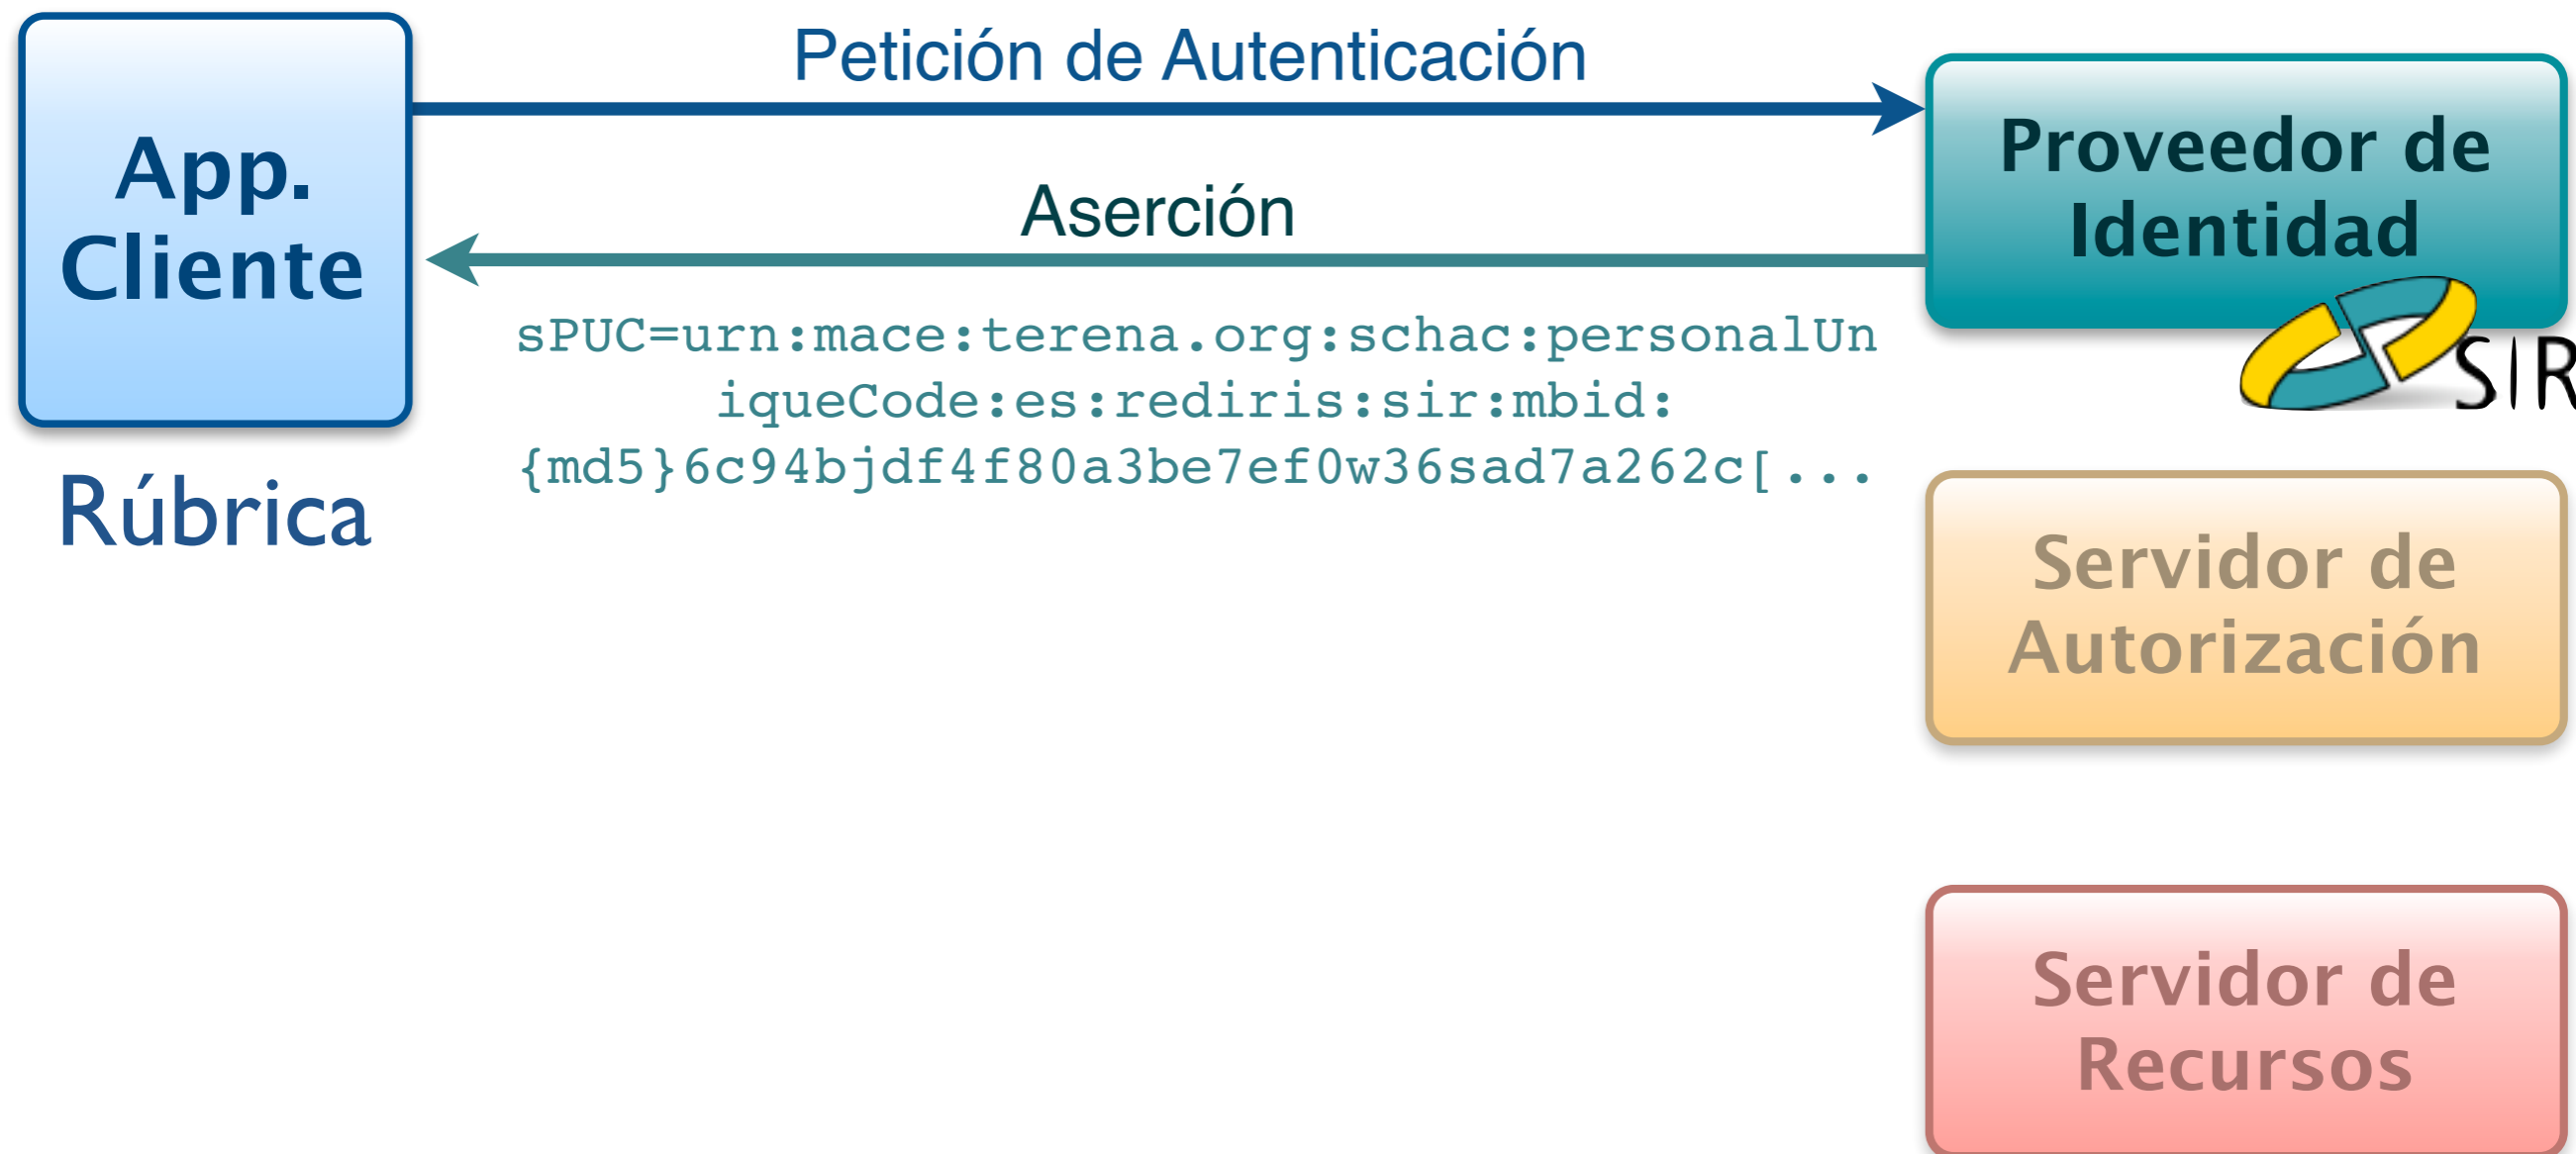 Petición de Autenticación
App.
Cliente
Aserción
Proveedor de
Identidad
SIR
sPUC=urn:mace:terena.org:schac:personalUn
iqueCode:es:rediris:sir:mbid:
{md5}6c94bjdf4f80a3be7ef0w36sad7a262c[...
Rúbrica
Servidor de
Autorización
Servidor de
Recursos